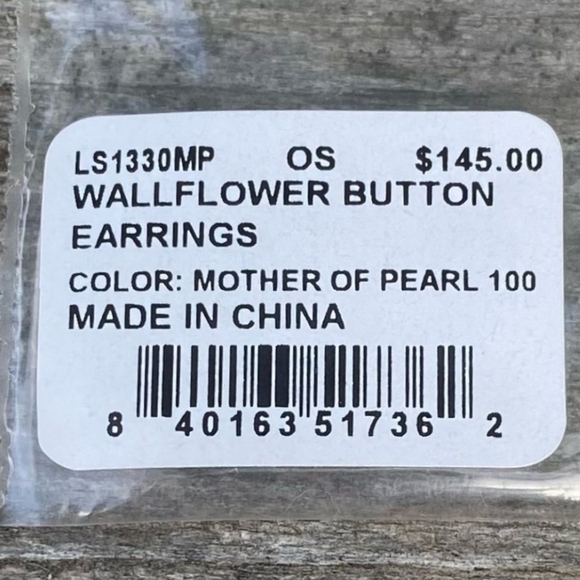 LS1330MP OS $145.00
WALLFLOWER BUTTON
EARRINGS
COLOR: MOTHER OF PEARL 100
MADE IN CHINA
8 40163 51736 2